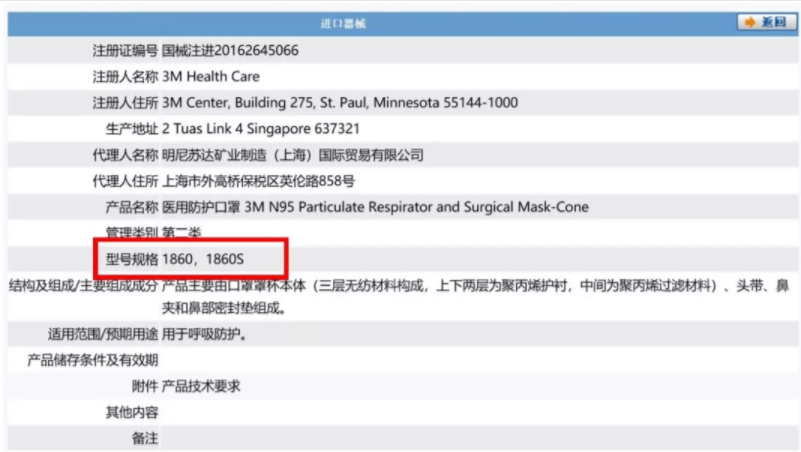 进口器械
返回
注册证编号 国械注进20162645066
注册人名称 3M Health Care
注册人住所 3M Center, Building 275, St. Paul, Minnesota 55144-1000
生产地址 2 Tuas Link 4 Singapore 637321
代理人名称 明尼苏达矿业制造（上海）国际贸易有限公司
代理人住所 上海市外高桥保税区英伦路858号
产品名称 医用防护口罩 3M N95 Particulate Respirator and Surgical Mask-Cone
管理类别 第二类
型号规格 1860，1860S
结构及组成/主要组成成分 产品主要由口罩罩杯本体（三层无纺材料构成，上下两层为聚丙烯护衬，中间为聚丙烯过滤材料）、头带、鼻
夹和鼻部密封垫组成。
适用范围/预期用途 用于呼吸防护。
产品储存条件及有效期
附件 产品技术要求
其他内容
备注